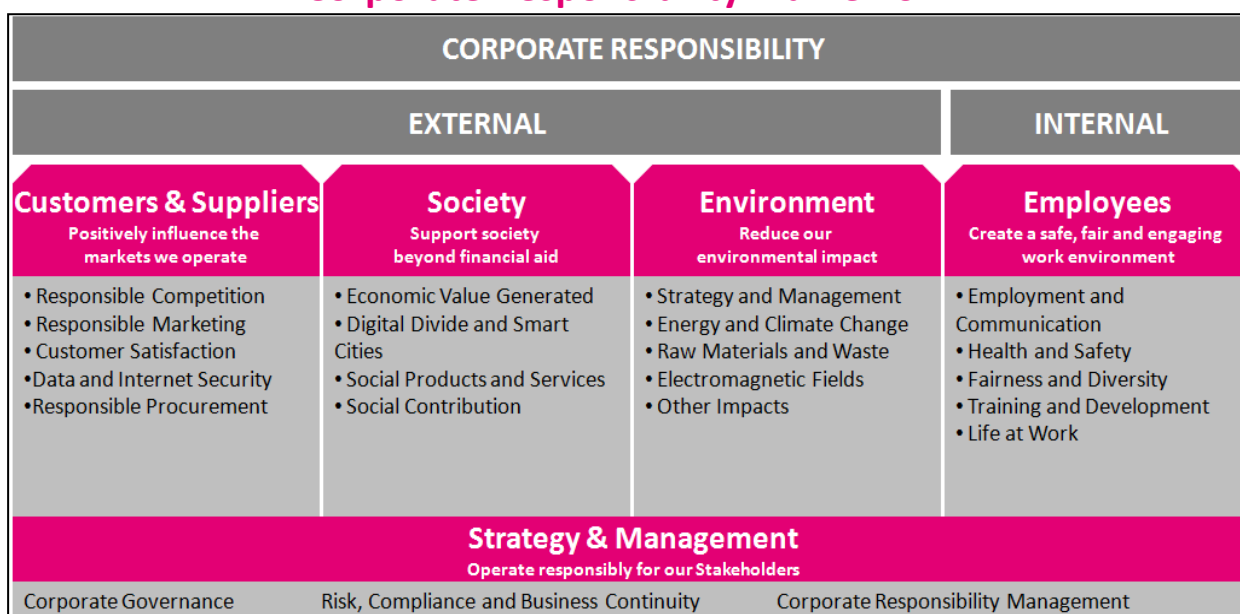 CORPORATE RESPONSIBILITY
EXTERNAL
INTERNAL
Customers & Suppliers
Positively influence the
markets we operate
• Responsible Competition
• Responsible Marketing
• Customer Satisfaction
•Data and Internet Security
•Responsible Procurement
Society
Support society
beyond financial aid
• Economic Value Generated
• Digital Divide and Smart
Cities
• Social Products and Services
• Social Contribution
Environment
Reduce our
environmental impact
• Strategy and Management
• Energy and Climate Change
• Raw Materials and Waste
• Electromagnetic Fields
• Other Impacts
Employees
Create a safe, fair and engaging
work environment
• Employment and
Communication
• Health and Safety
• Fairness and Diversity
• Training and Development
• Life at Work
Strategy & Management
Operate responsibly for our Stakeholders
Corporate Governance
Risk, Compliance and Business Continuity
Corporate Responsibility Management